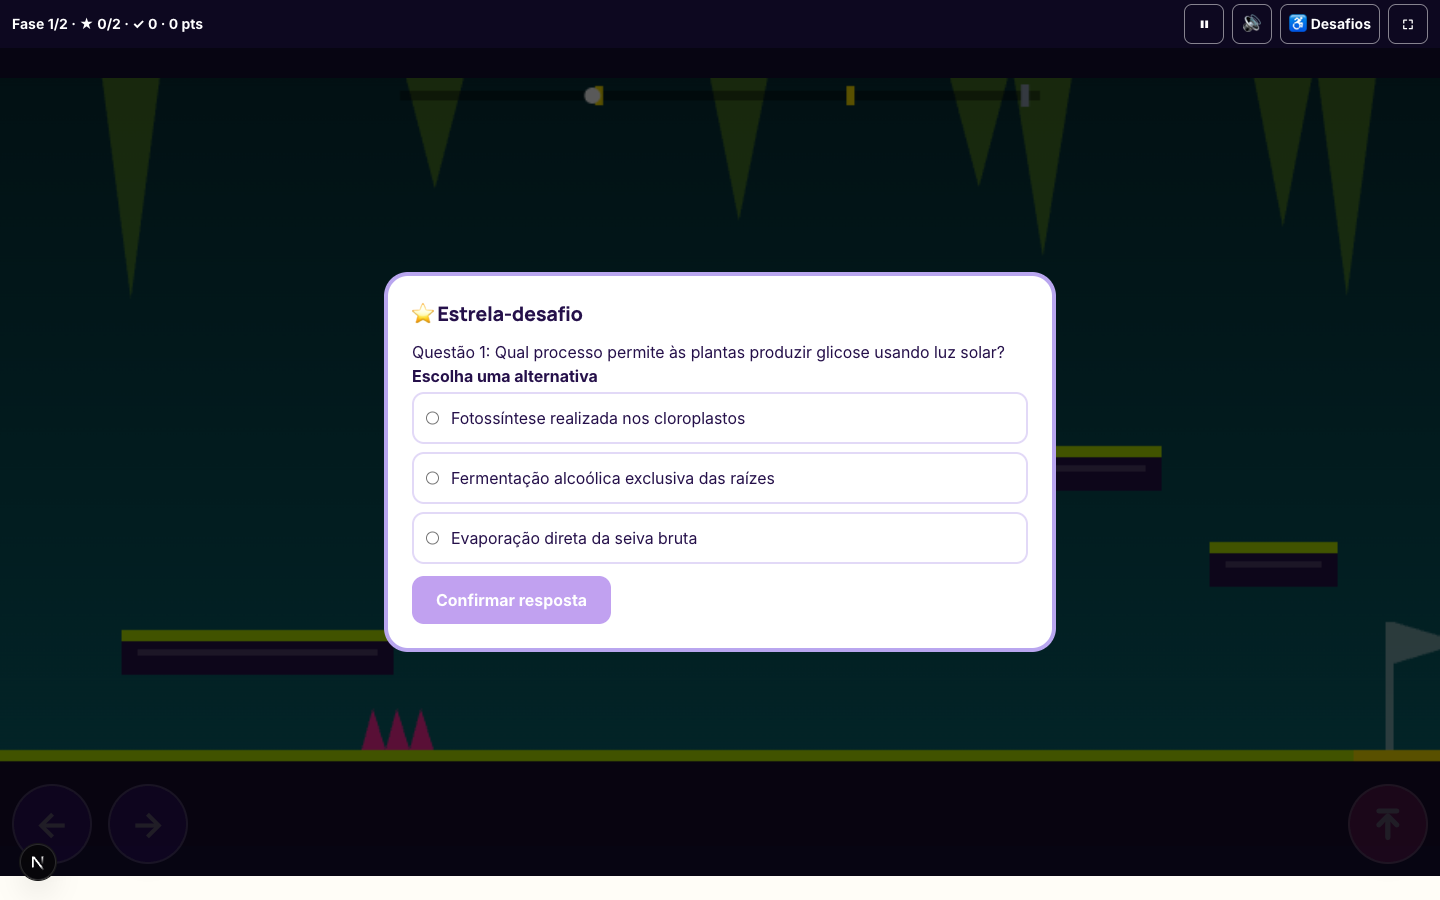 Fase 1/2 · ★ 0/2 · ✓ 0 · 0 pts
♿ Desafios
⭐ Estrela-desafio
Questão 1: Qual processo permite às plantas produzir glicose usando luz solar?
Escolha uma alternativa
Fotossíntese realizada nos cloroplastos
Fermentação alcoólica exclusiva das raízes
Evaporação direta da seiva bruta
Confirmar resposta
N